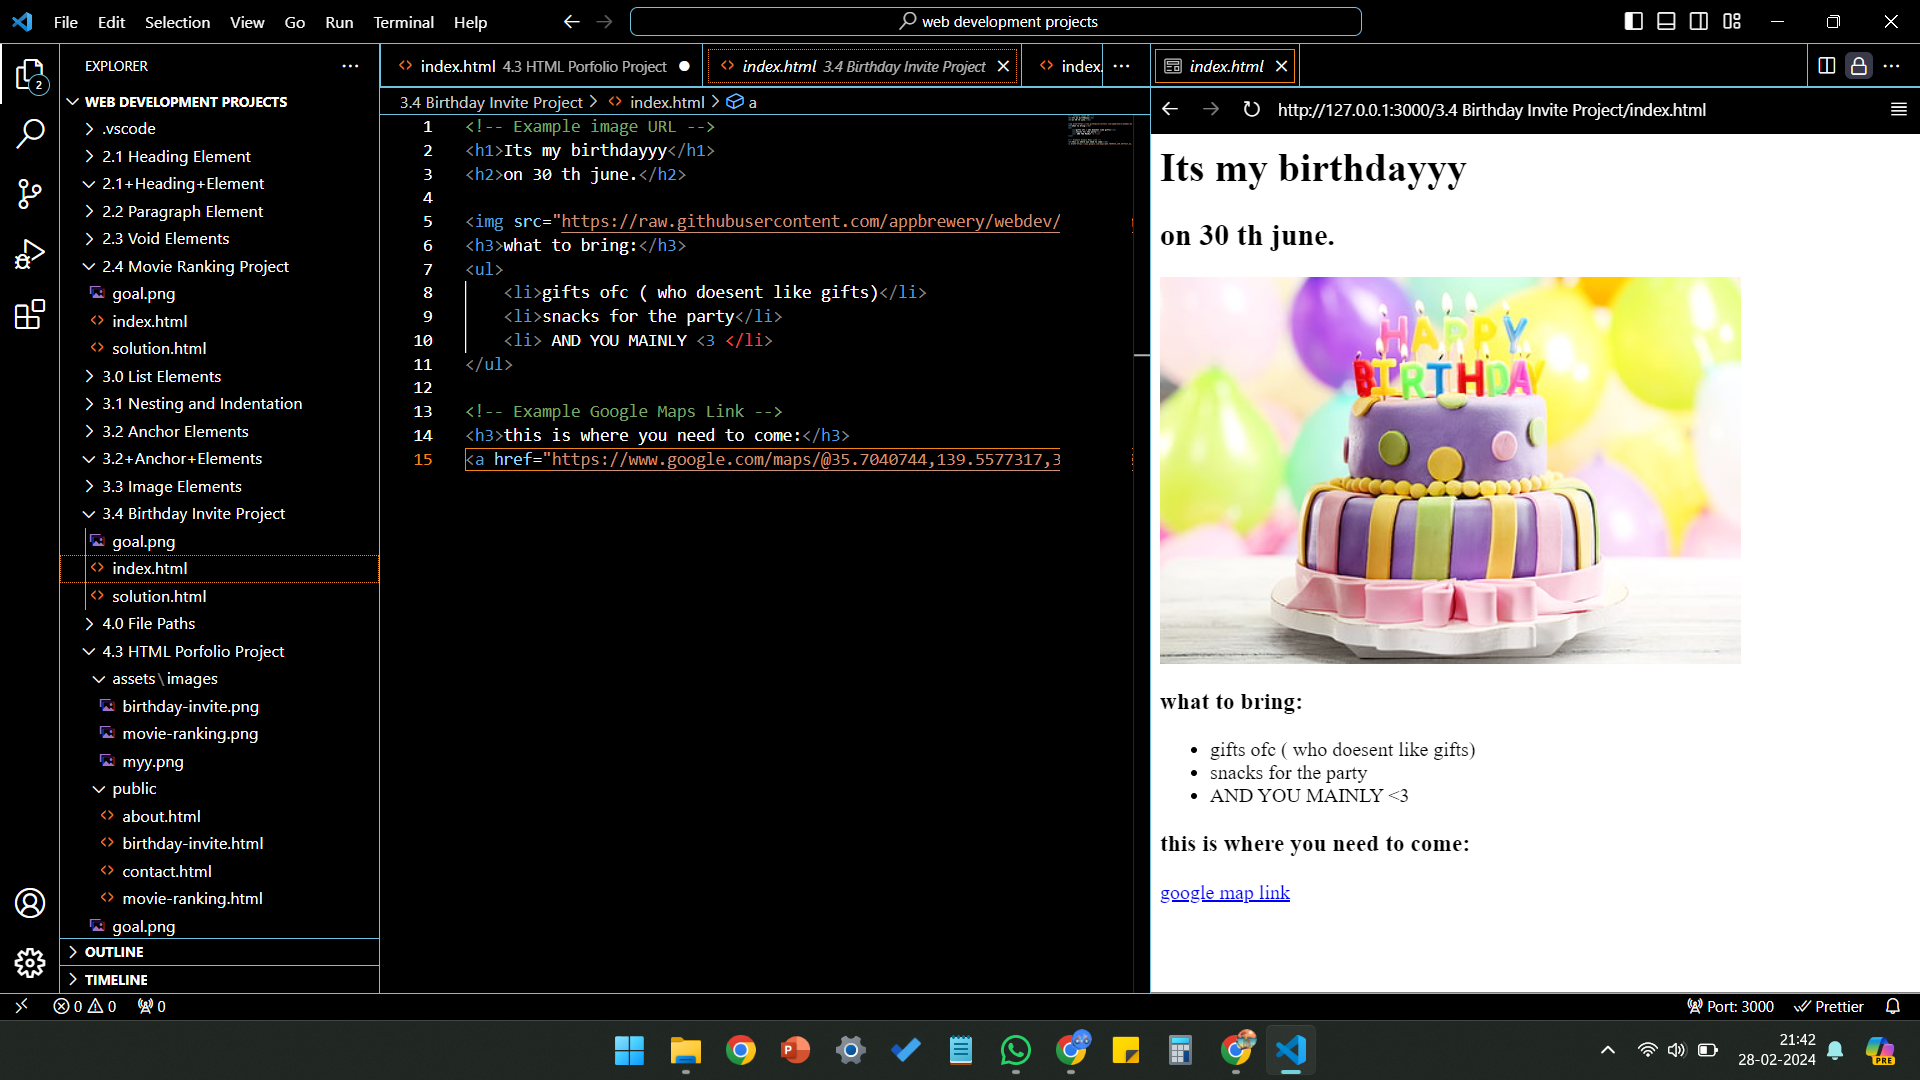 File Edit Selection View Go Run Terminal Help
web development projects
EXPLORER
WEB DEVELOPMENT PROJECTS
.vscode
2.1 Heading Element
2.1+Heading+Element
2.2 Paragraph Element
2.3 Void Elements
2.4 Movie Ranking Project
goal.png
index.html
solution.html
3.0 List Elements
3.1 Nesting and Indentation
3.2 Anchor Elements
3.2+Anchor+Elements
3.3 Image Elements
3.4 Birthday Invite Project
goal.png
index.html
solution.html
4.0 File Paths
4.3 HTML Porfolio Project
assets\images
birthday-invite.png
movie-ranking.png
myy.png
public
about.html
birthday-invite.html
contact.html
movie-ranking.html
goal.png
OUTLINE
TIMELINE
index.html 4.3 HTML Porfolio Project
index.html 3.4 Birthday Invite Project
index.
3.4 Birthday Invite Project > index.html > a
1 <!-- Example image URL -->
2 <h1>Its my birthdayyy</h1>
3 <h2>on 30 th june.</h2>
4
5 <img src="https://raw.githubusercontent.com/appbrewery/webdev/
6 <h3>what to bring:</h3>
7 <ul>
8 <li>gifts ofc ( who doesent like gifts)</li>
9 <li>snacks for the party</li>
10 <li> AND YOU MAINLY <3 </li>
11 </ul>
12
13 <!-- Example Google Maps Link -->
14 <h3>this is where you need to come:</h3>
15 <a href="https://www.google.com/maps/@35.7040744,139.5577317,3
index.html
http://127.0.0.1:3000/3.4 Birthday Invite Project/index.html
Its my birthdayyy
on 30 th june.
HAPPY
BIRTHDAY
what to bring:
• gifts ofc ( who doesent like gifts)
• snacks for the party
• AND YOU MAINLY <3
this is where you need to come:
google map link
2
0 0 0
Port: 3000 Prettier
21:42
28-02-2024
PRE